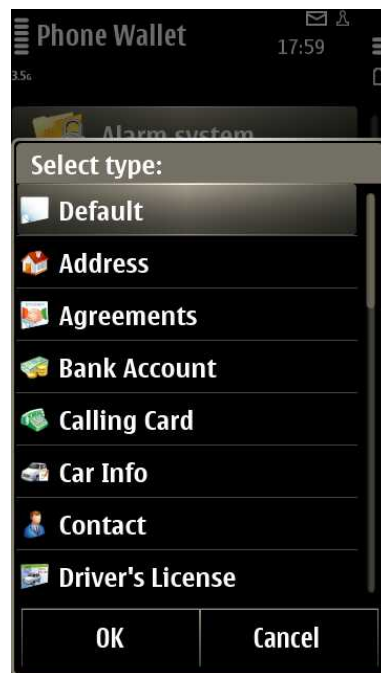 Phone Wallet
17:59
3.5G
Alarm system
Select type:
Default
Address
Agreements
Bank Account
Calling Card
Car Info
Contact
Driver's License
OK
Cancel